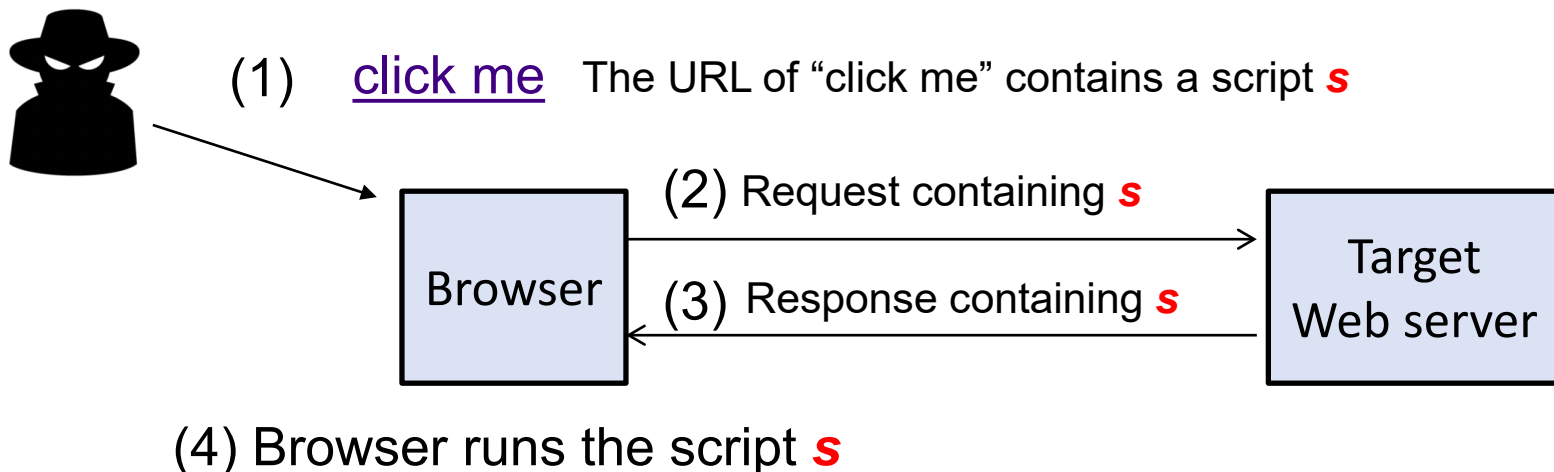 (1) click me The URL of “click me” contains a script s
(2) Request containing s
Browser
(3) Response containing s
Target
Web server
(4) Browser runs the script s